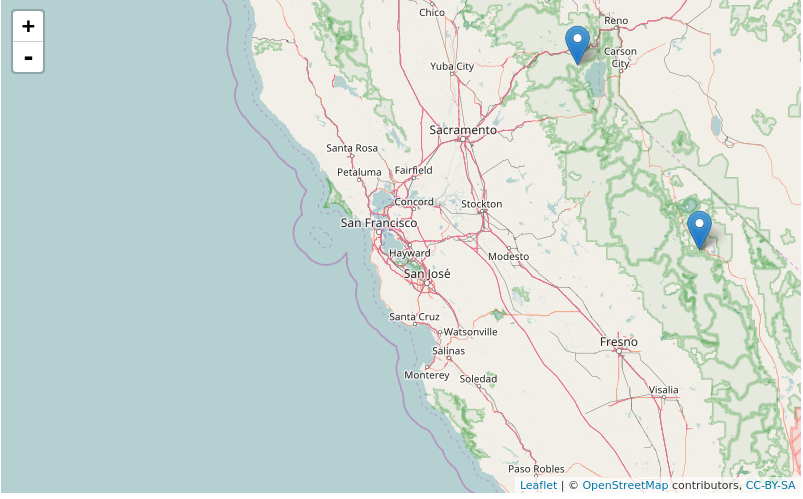 +
-
Chico
Reno
Carson
City
Yuba City
Sacramento
Santa Rosa
Petaluma
Fairfield
Concord
Stockton
San Francisco
Hayward
Modesto
San José
Santa Cruz
Watsonville
Salinas
Fresno
Monterey
Soledad
Visalia
Paso Robles
Leaflet | © OpenStreetMap contributors, CC-BY-SA